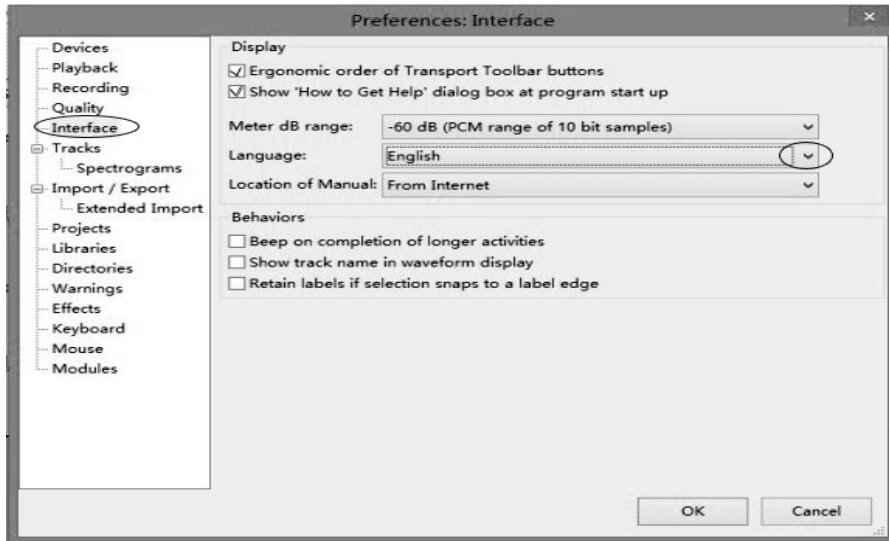 Preferences: Interface
Devices
Playback
Recording
Quality
Interface
Tracks
Spectrograms
Import / Export
Extended Import
Projects
Libraries
Directories
Warnings
Effects
Keyboard
Mouse
Modules
Display
Ergonomic order of Transport Toolbar buttons
Show 'How to Get Help' dialog box at program start up
Meter dB range: -60 dB (PCM range of 10 bit samples)
Language: English
Location of Manual: From Internet
Behaviors
Beep on completion of longer activities
Show track name in waveform display
Retain labels if selection snaps to a label edge
OK Cancel